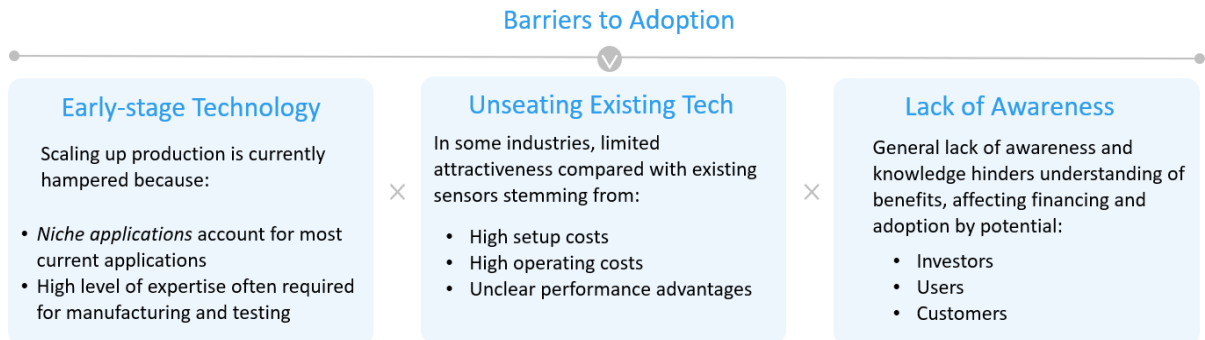 Barriers to Adoption
Early-stage Technology
Scaling up production is currently
hampered because:
• Niche applications account for most
current applications
• High level of expertise often required
for manufacturing and testing
Unseating Existing Tech
In some industries, limited
attractiveness compared with existing
sensors stemming from:
• High setup costs
• High operating costs
• Unclear performance advantages
Lack of Awareness
General lack of awareness and
knowledge hinders understanding of
benefits, affecting financing and
adoption by potential:
• Investors
• Users
• Customers